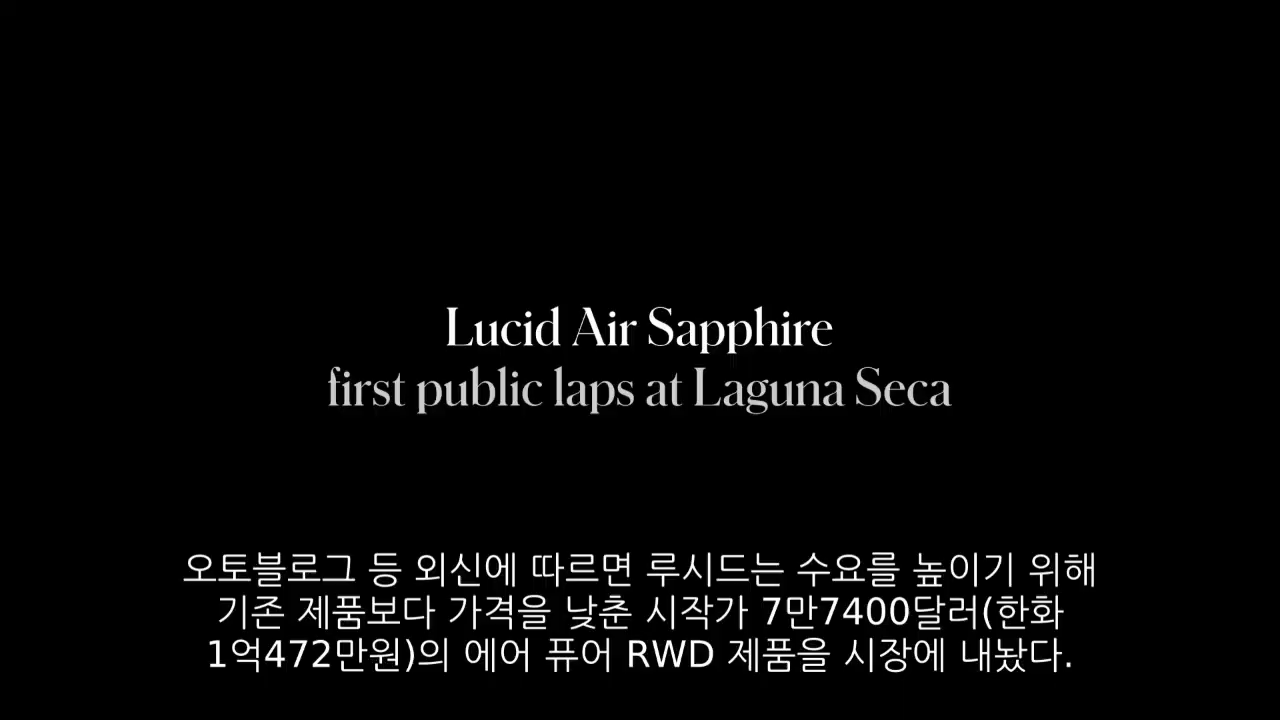 Lucid Air Sapphire
first public laps at Laguna Seca
오토블로그 등 외신에 따르면 루시드는 수요를 높이기 위해
기존 제품보다 가격을 낮춘 시작가 7만7400달러(한화
1억472만원)의 에어 퓨어 RWD 제품을 시장에 내놨다.